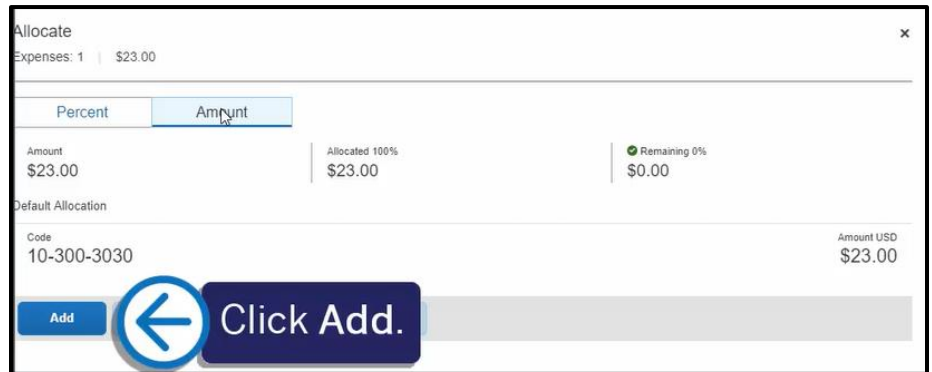 Allocate
×
Expenses: 1 | $23.00
Percent
Amount
Amount
Allocated 100%
Remaining 0%
$23.00
$23.00
$0.00
Default Allocation
Code
Amount USD
10-300-3030
$23.00
Add
Click Add.